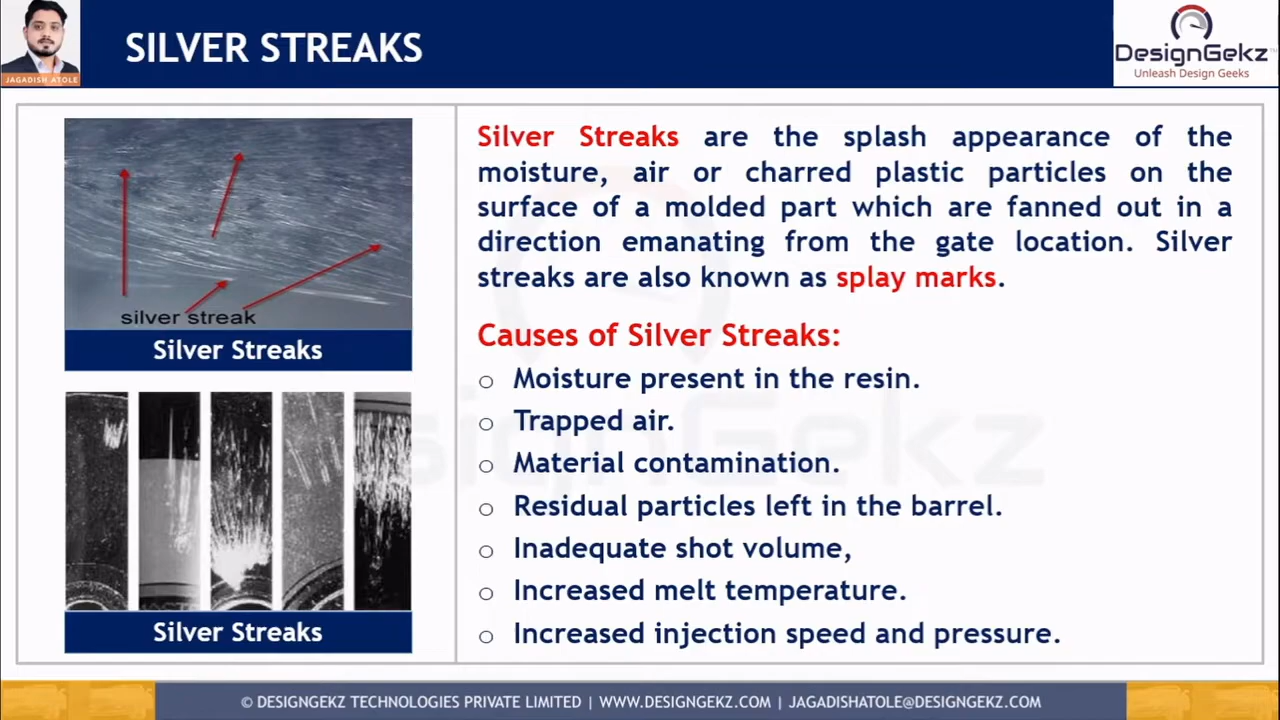 JAGADISH ATOLE
SILVER STREAKS
DesignGekz
Unleash Design Geeks
silver streak
Silver Streaks
Silver Streaks
Silver Streaks are the splash appearance of the
moisture, air or charred plastic particles on the
surface of a molded part which are fanned out in a
direction emanating from the gate location. Silver
streaks are also known as splay marks.
Causes of Silver Streaks:
o Moisture present in the resin.
o Trapped air.
o Material contamination.
o Residual particles left in the barrel.
o Inadequate shot volume,
o Increased melt temperature.
o Increased injection speed and pressure.
© DESIGNGEKZ TECHNOLOGIES PRIVATE LIMITED | WWW.DESIGNGEKZ.COM | JAGADISHATOLE@DESIGNGEKZ.COM